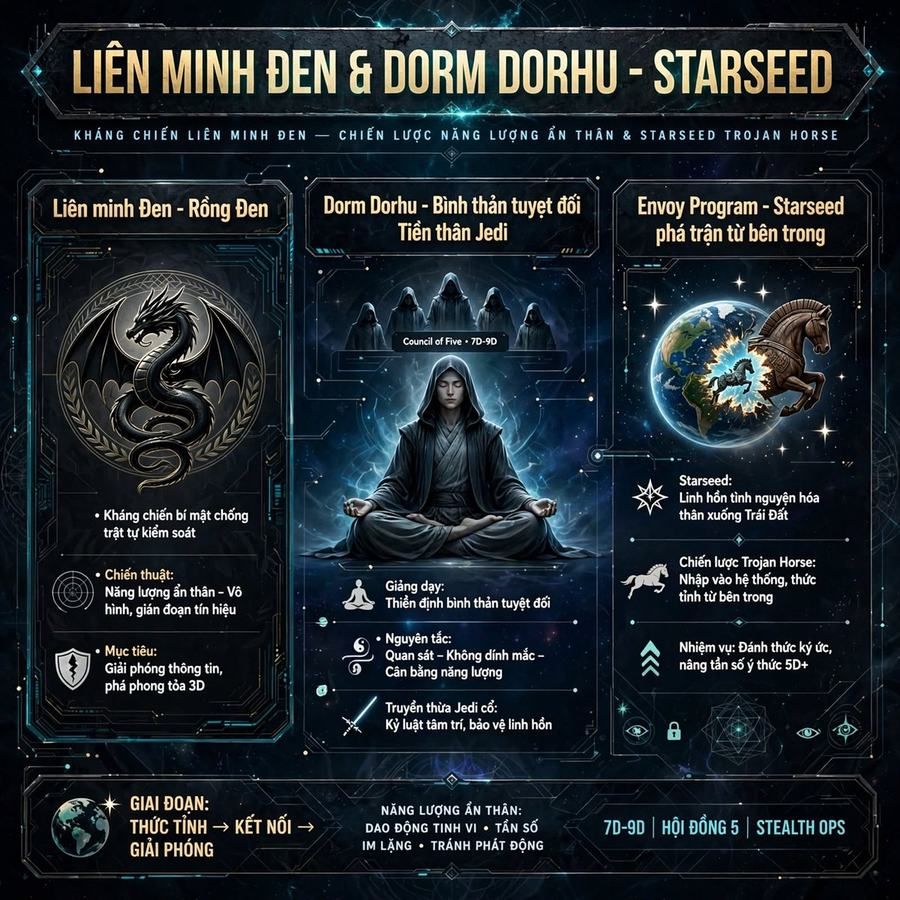 LIÊN MINH ĐEN & DORM DORHU - STARSEED
KHÁNG CHIẾN LIÊN MINH ĐEN — CHIẾN LƯỢC NĂNG LƯỢNG ẨN THÂN & STARSEED TROJAN HORSE
Liên minh Đen - Rồng Đen
• Kháng chiến bí mật chống
trật tự kiểm soát
• Chiến thuật:
Năng lượng ẩn thân – Vô
hình, gián đoạn tín hiệu
• Mục tiêu:
Giải phóng thông tin,
phá phong tỏa 3D
Dorm Dorhu - Bình thản tuyệt đối
Tiền thân Jedi
Council of Five • 7D-9D
Giảng dạy:
Thiền định bình thản tuyệt đối
• Nguyên tắc:
Quan sát – Không dính mắc –
Cân bằng năng lượng
Truyền thừa Jedi cổ:
Kỷ luật tâm trí, bảo vệ linh hồn
Envoy Program - Starseed
phá trận từ bên trong
Starseed:
Linh hồn tình nguyện hóa
thân xuống Trái Đất
Chiến lược Trojan Horse:
Nhập vào hệ thống, thức
tỉnh từ bên trong
Nhiệm vụ: Đánh thức ký ức,
nâng tần số ý thức 5D+
GIAI ĐOẠN:
THỨC TỈNH → KẾT NỐI →
GIẢI PHÓNG
NĂNG LƯỢNG ẨN THÂN:
DAO ĐỘNG TINH VI • TẦN SỐ
IM LẶNG • TRÁNH PHÁT ĐỘNG
7D-9D | HỘI ĐỒNG 5 | STEALTH OPS